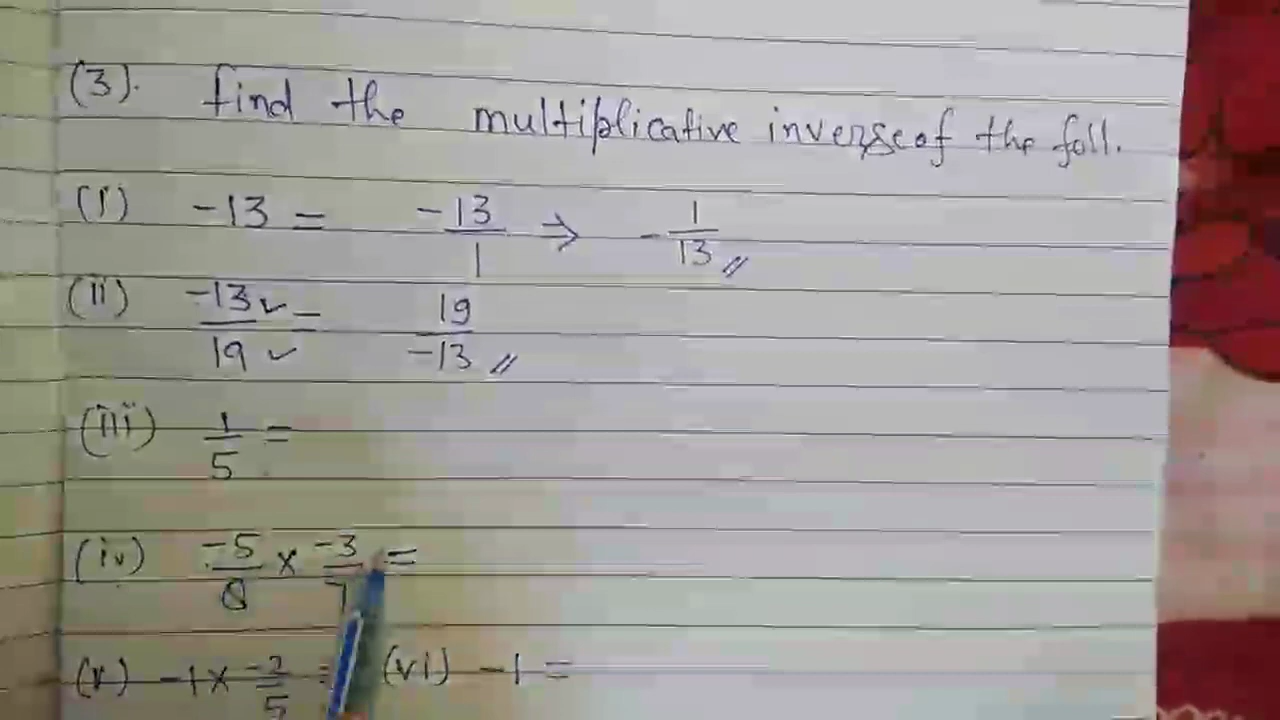 (3). find the multiplicative inverse of the foll.
(i) -13 = -13/1 ⇒ -1/13 //
(ii) -13/19 = 19/-13 //
(iii) 1/5 =
(iv) -5/8 × -3/7 =
(v) -1 × -2/5 = (vi) -1 =